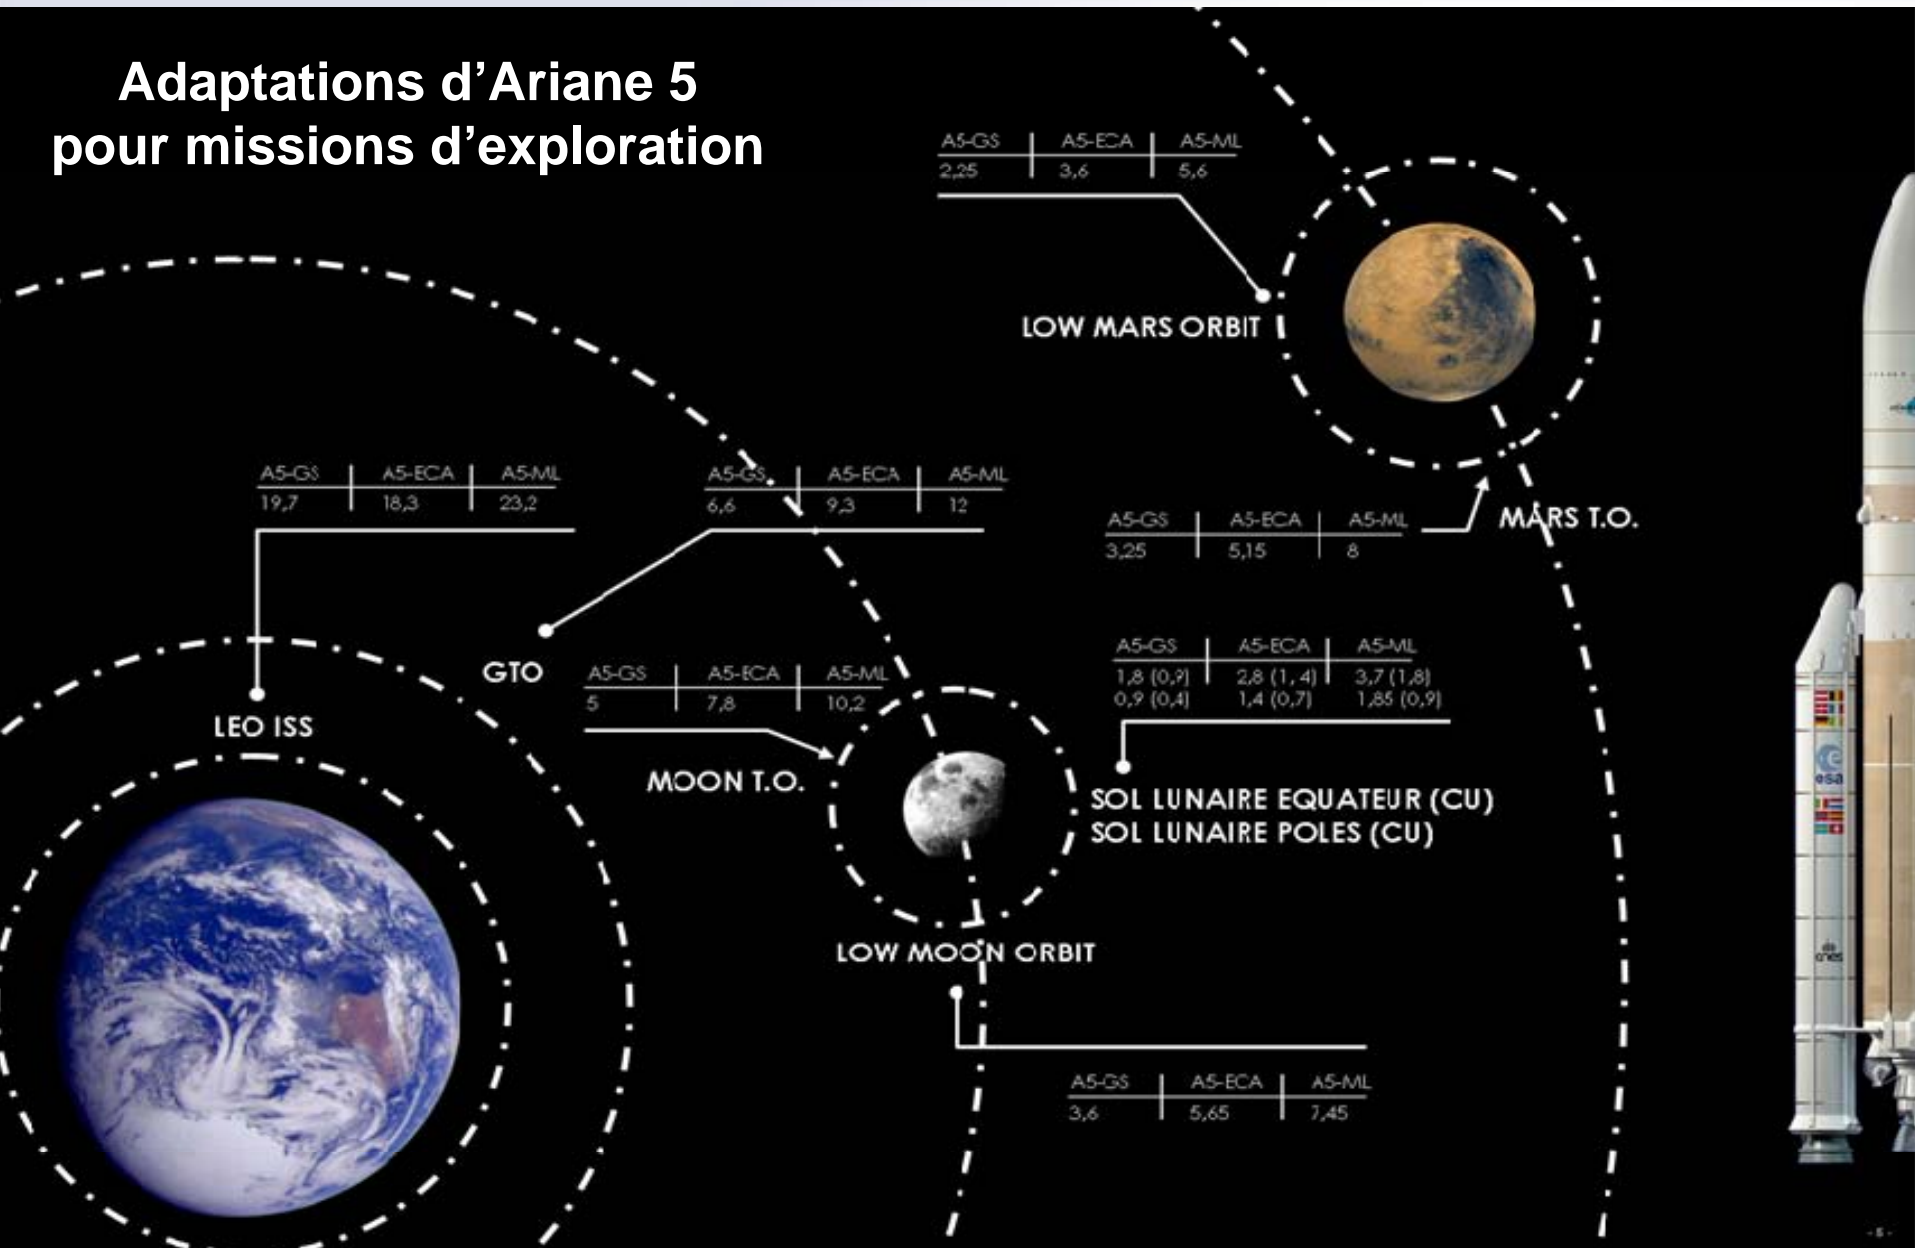 Adaptations d’Ariane 5
pour missions d’exploration
A5-GS A5-ECA A5-ML
2,25 3,6 5,6
LOW MARS ORBIT
A5-GS A5-ECA A5-ML
19,7 18,3 23,2
LEO ISS
A5-GS A5-ECA A5-ML
6,6 9,3 12
GTO
A5-GS A5-ECA A5-ML
3,25 5,15 8
MARS T.O.
A5-GS A5-ECA A5-ML
5 7,8 10,2
MOON T.O.
A5-GS A5-ECA A5-ML
1,8 (0,9) 2,8 (1, 4) 3,7 (1,8)
0,9 (0,4) 1,4 (0,7) 1,85 (0,9)
SOL LUNAIRE EQUATEUR (CU)
SOL LUNAIRE POLES (CU)
LOW MOON ORBIT
A5-GS A5-ECA A5-ML
3,6 5,65 7,45
esa
cnes
- 5 -